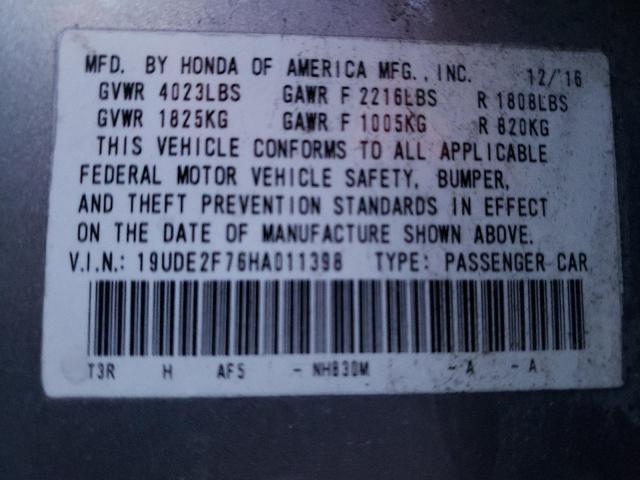 MFD. BY HONDA OF AMERICA MFG., INC. 12/'16
GVWR 4023LBS GAWR F 2216LBS R 1808LBS
GVWR 1825KG GAWR F 1005KG R 820KG
THIS VEHICLE CONFORMS TO ALL APPLICABLE
FEDERAL MOTOR VEHICLE SAFETY, BUMPER,
AND THEFT PREVENTION STANDARDS IN EFFECT
ON THE DATE OF MANUFACTURE SHOWN ABOVE.
V.I.N.: 19UDE2F76HA011398 TYPE: PASSENGER CAR
T3R H AF5 - NH830M - A - A